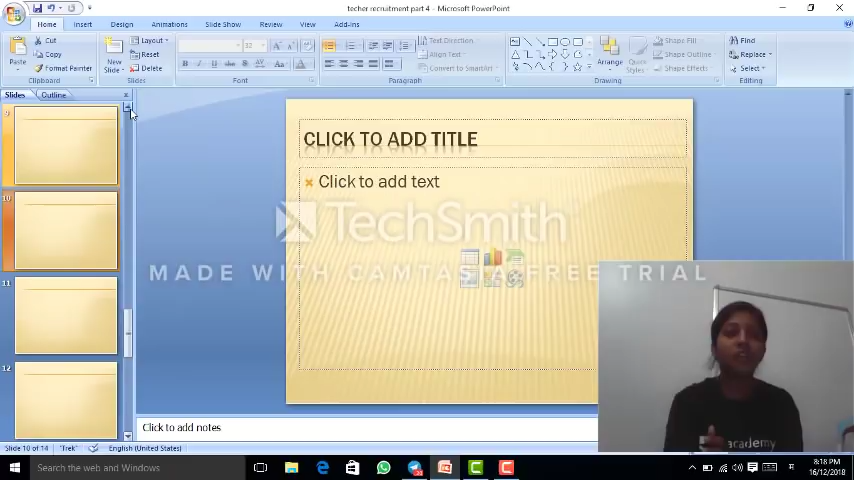 techer recruitment part 4 - Microsoft PowerPoint
Home
Insert
Design
Animations
Slide Show
Review
View
Add-Ins
Paste
Cut
Copy
Format Painter
Clipboard
New
Slide
Layout
Reset
Delete
Slides
32
Font
Paragraph
Text Direction
Align Text
Convert to SmartArt
Arrange
Quick
Styles
Shape Fill
Shape Outline
Shape Effects
Drawing
Find
Replace
Select
Editing
Slides
Outline
9
10
11
12
CLICK TO ADD TITLE
Click to add text
TechSmith
MADE WITH CAMTASIA FREE TRIAL
academy
Click to add notes
Slide 10 of 14
"Trek"
English (United States)
Search the web and Windows
8:18 PM
16/12/2018